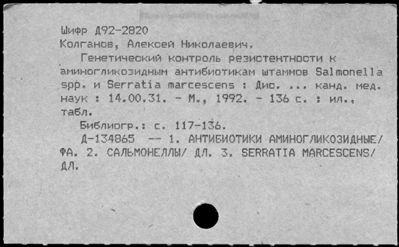 Шифр Д92-2820
Колганов, Алексей Николаевич.
Генетический контроль резистентности к
аминогликозидным антибиотикам штаммов Salmonella
spp. и Serratia marcescens : Дис. ... канд. мед.
наук : 14.00.31. - М., 1992. - 136 с. : ил.,
табл.
Библиогр.: с. 117-136.
Д-134865 -- 1. АНТИБИОТИКИ АМИНОГЛИКОЗИДНЫЕ/
ФА. 2. САЛЬМОНЕЛЛЫ/ ДЛ. 3. SERRATIA MARCESCENS/
ДЛ.